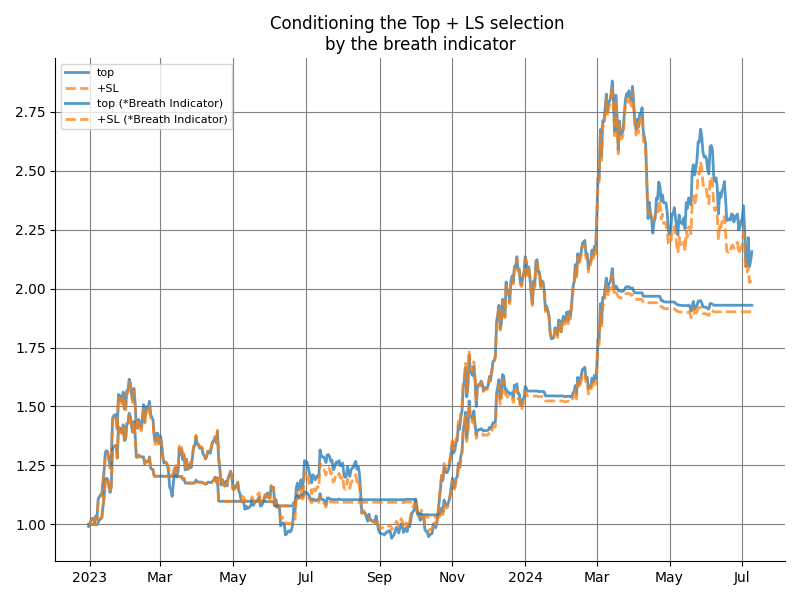 Conditioning the Top + LS selection
by the breath indicator
top
+SL
top (*Breath Indicator)
+SL (*Breath Indicator)
2.75
2.50
2.25
2.00
1.75
1.50
1.25
1.00
2023 Mar May Jul Sep Nov 2024 Mar May Jul